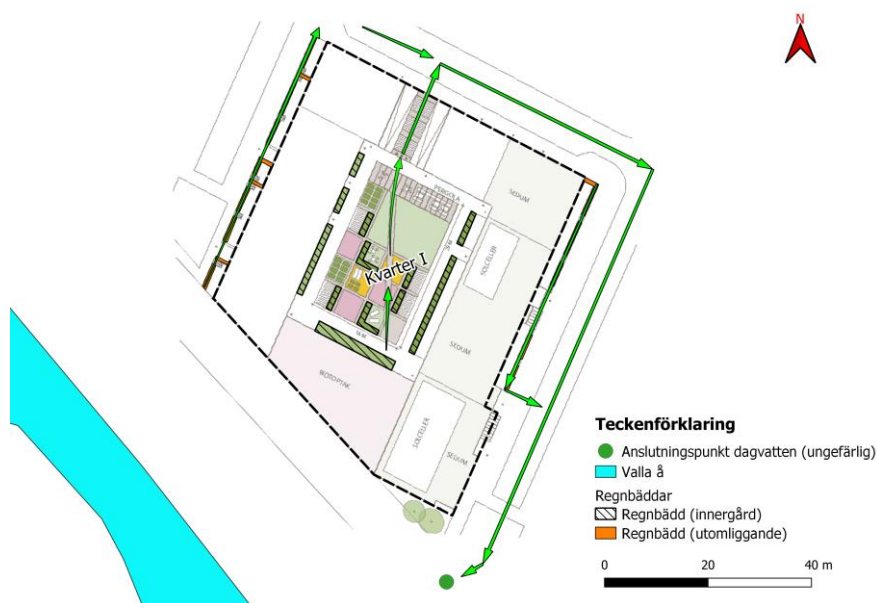 N
SEDUM
PERGOLA
SOLCELLER
Kvarter I
SEDUM
BIOTOPTAK
SOLCELLER
SEDUM
Teckenförklaring
Anslutningspunkt dagvatten (ungefärlig)
Valla å
Regnbäddar
Regnbädd (innergård)
Regnbädd (utomliggande)
0 20 40 m